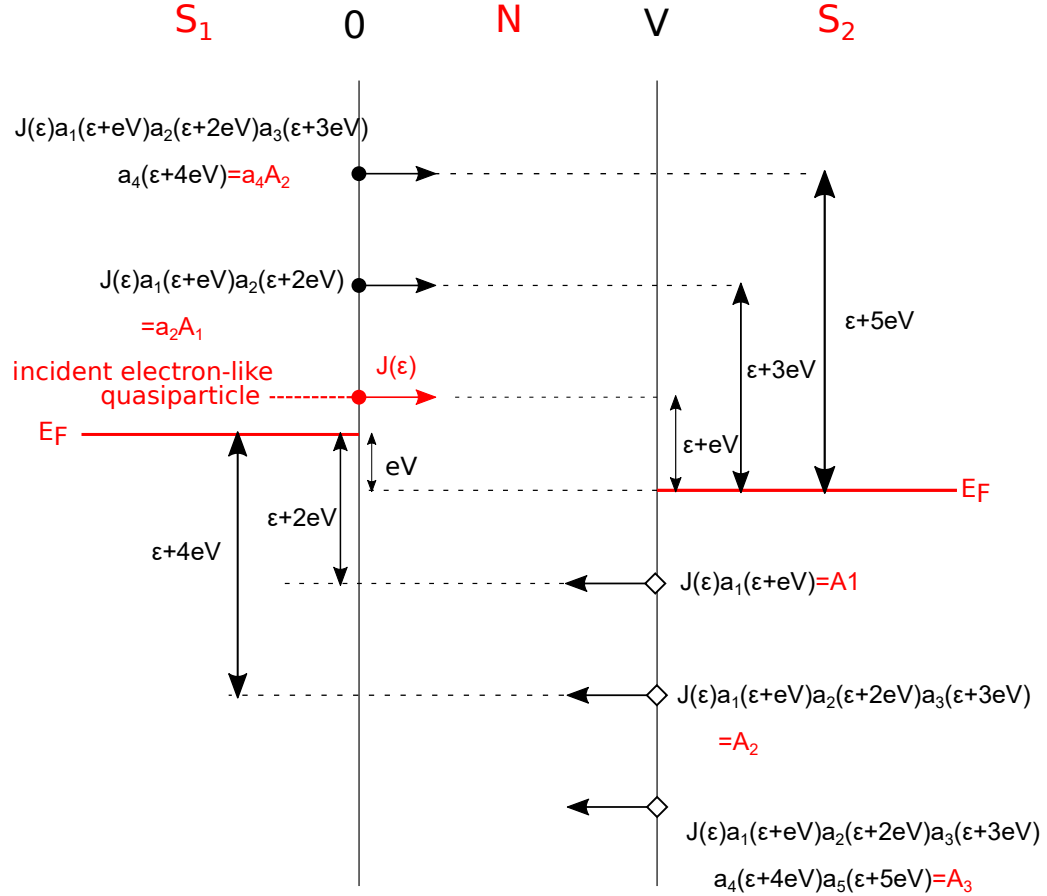 S₁ 0 N V S₂
J(ε)a₁(ε+eV)a₂(ε+2eV)a₃(ε+3eV)
a₄(ε+4eV)=a₄A₂
J(ε)a₁(ε+eV)a₂(ε+2eV)
=a₂A₁
ε+5eV
incident electron-like
quasiparticle
J(ε)
ε+3eV
E_F
eV
ε+eV
E_F
ε+2eV
ε+4eV
J(ε)a₁(ε+eV)=A1
J(ε)a₁(ε+eV)a₂(ε+2eV)a₃(ε+3eV)
=A₂
J(ε)a₁(ε+eV)a₂(ε+2eV)a₃(ε+3eV)
a₄(ε+4eV)a₅(ε+5eV)=A₃